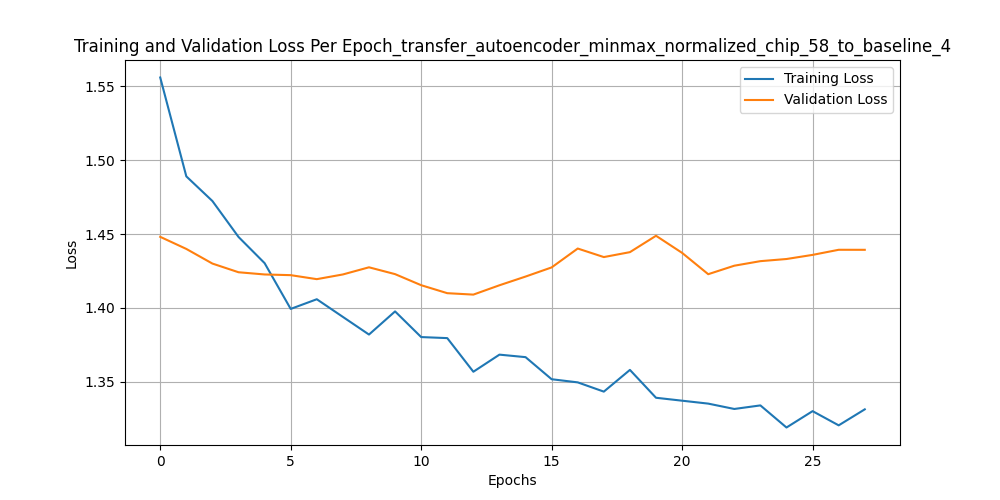 Training and Validation Loss Per Epoch_transfer_autoencoder_minmax_normalized_chip_58_to_baseline_4
Training Loss
Validation Loss
1.55
1.50
1.45
1.40
1.35
Loss
0
5
10
15
20
25
Epochs